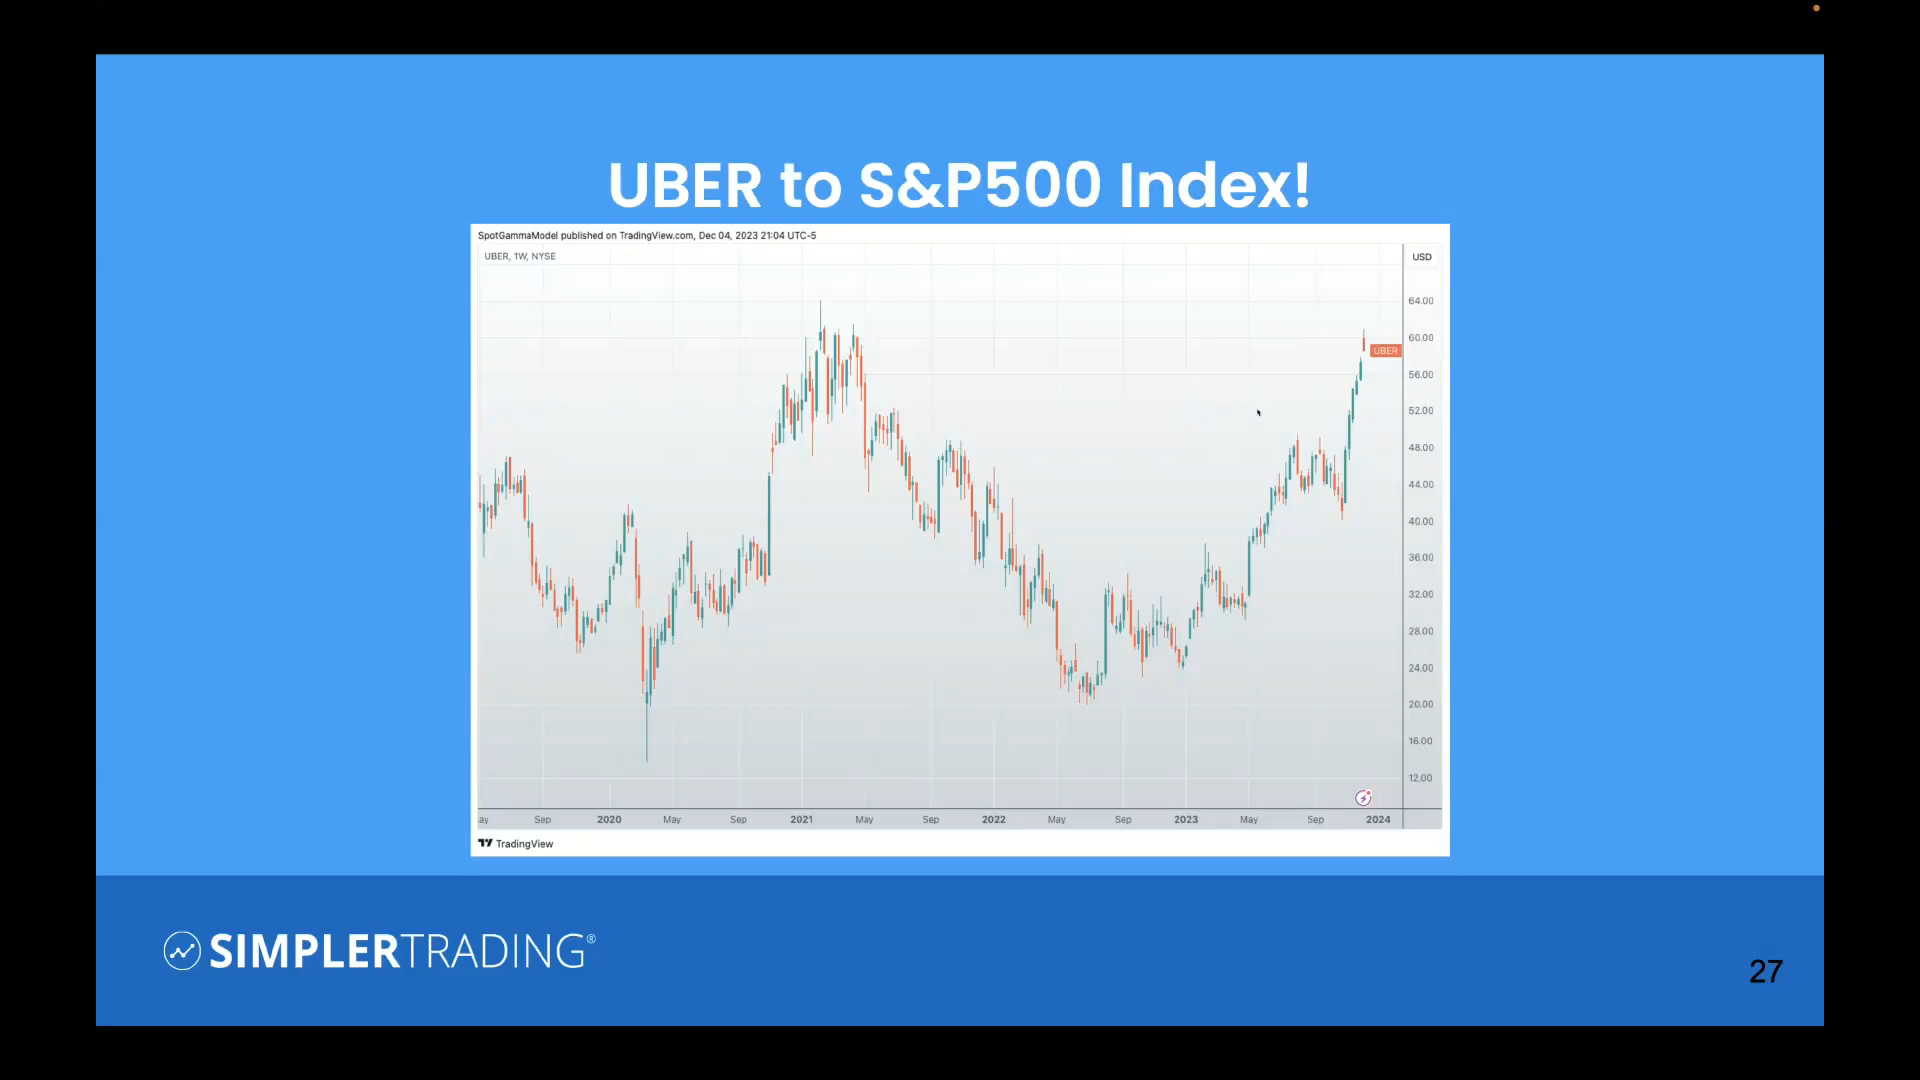 UBER to S&P500 Index!
SpotGammaModel published on TradingView.com, Dec 04, 2023 21:04 UTC-5
UBER, 1W, NYSE
USD
64.00
60.00
UBER
56.00
52.00
48.00
44.00
40.00
36.00
32.00
28.00
24.00
20.00
16.00
12.00
ay Sep 2020 May Sep 2021 May Sep 2022 May Sep 2023 May Sep 2024
TradingView
SIMPLERTRADING®
27